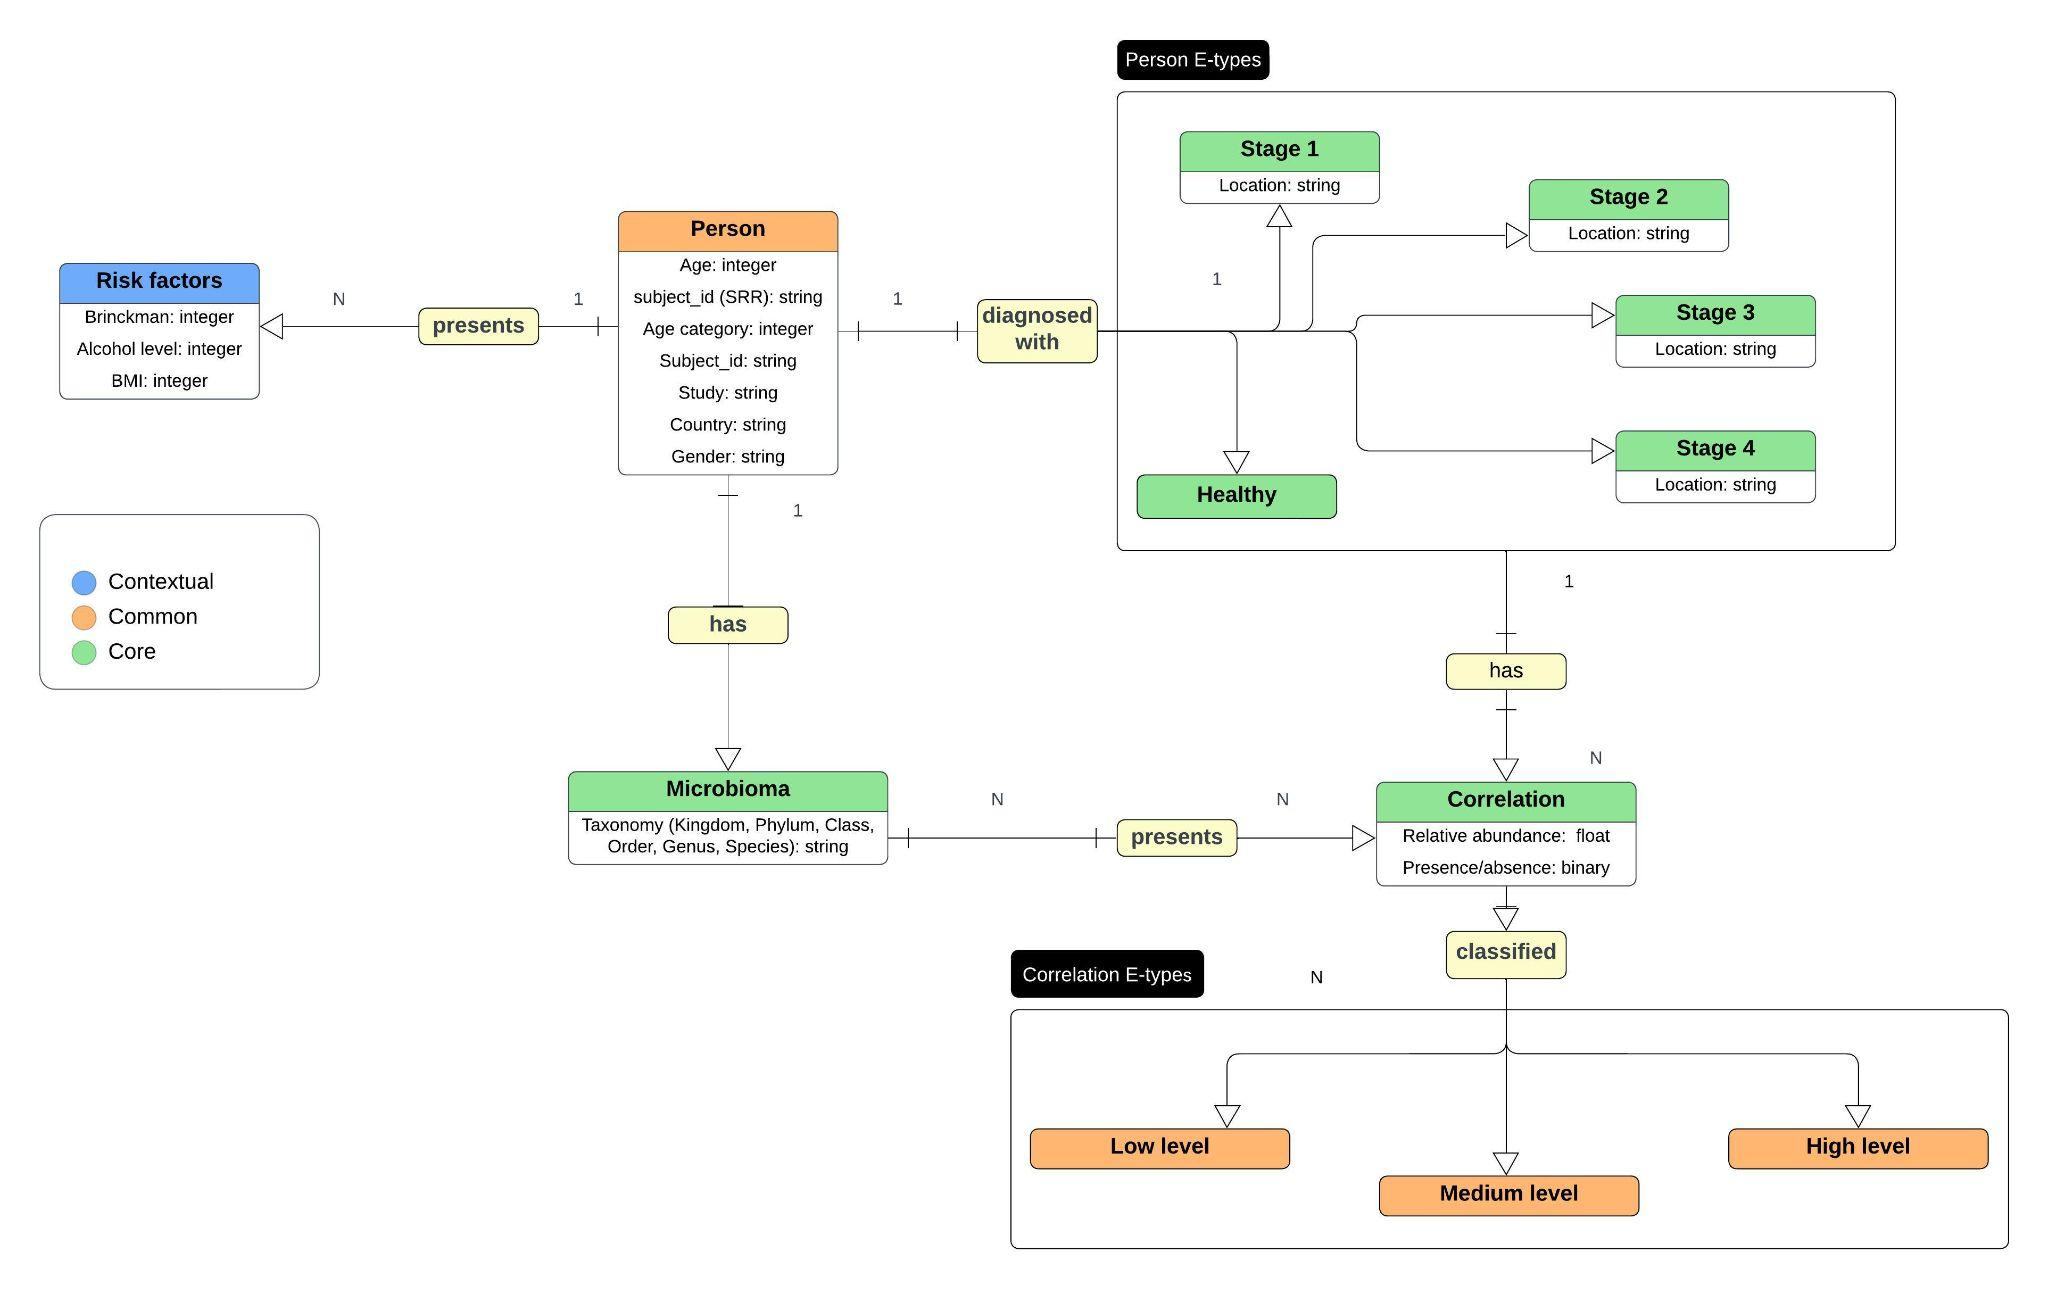 Person E-types
Stage 1
Location: string
Stage 2
Location: string
Stage 3
Location: string
Stage 4
Location: string
Healthy
1
diagnosed
with
1
Person
Age: integer
subject_id (SRR): string
Age category: integer
Subject_id: string
Study: string
Country: string
Gender: string
1
presents
N
Risk factors
Brinckman: integer
Alcohol level: integer
BMI: integer
Contextual
Common
Core
1
has
Microbioma
Taxonomy (Kingdom, Phylum, Class,
Order, Genus, Species): string
N
presents
N
1
has
N
Correlation
Relative abundance:  float
Presence/absence: binary
classified
N
Correlation E-types
Low level
Medium level
High level